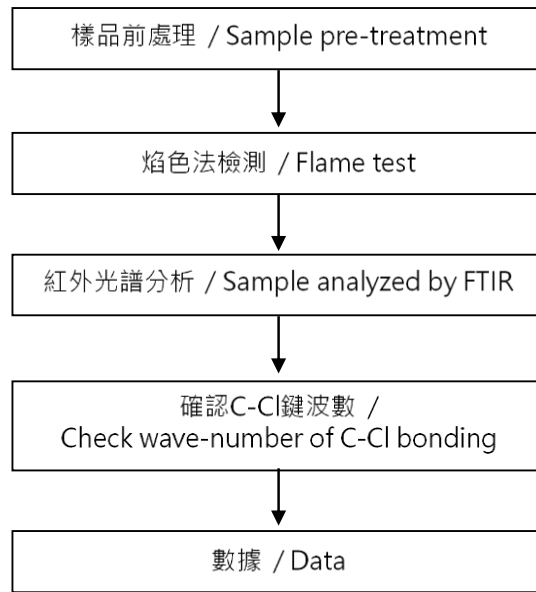 樣品前處理 / Sample pre-treatment
焰色法檢測 / Flame test
紅外光譜分析 / Sample analyzed by FTIR
確認C-Cl鍵波數 /
Check wave-number of C-Cl bonding
數據 / Data